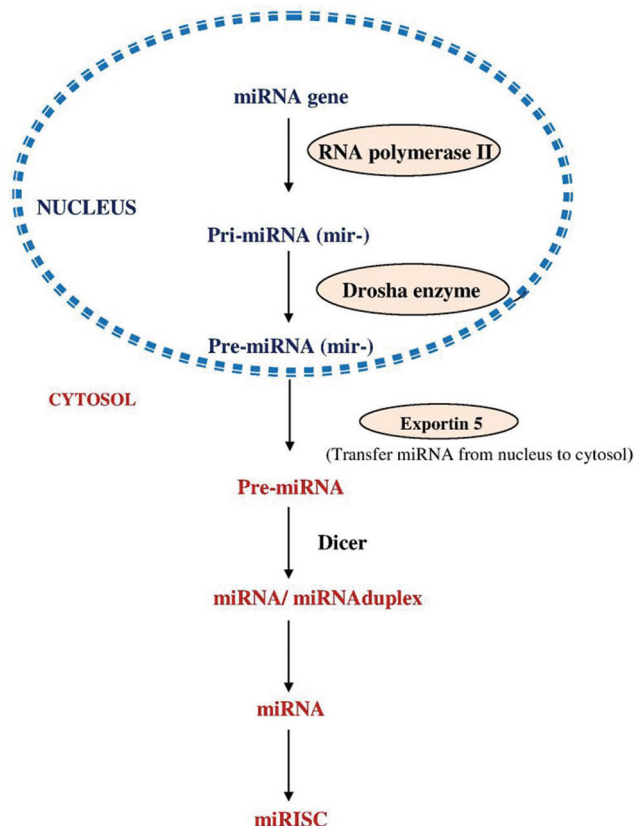 miRNA gene
RNA polymerase II
NUCLEUS
Pri-miRNA (mir-)
Drosha enzyme
Pre-miRNA (mir-)
CYTOSOL
Exportin 5
(Transfer miRNA from nucleus to cytosol)
Pre-miRNA
Dicer
miRNA/ miRNAduplex
miRNA
miRISC